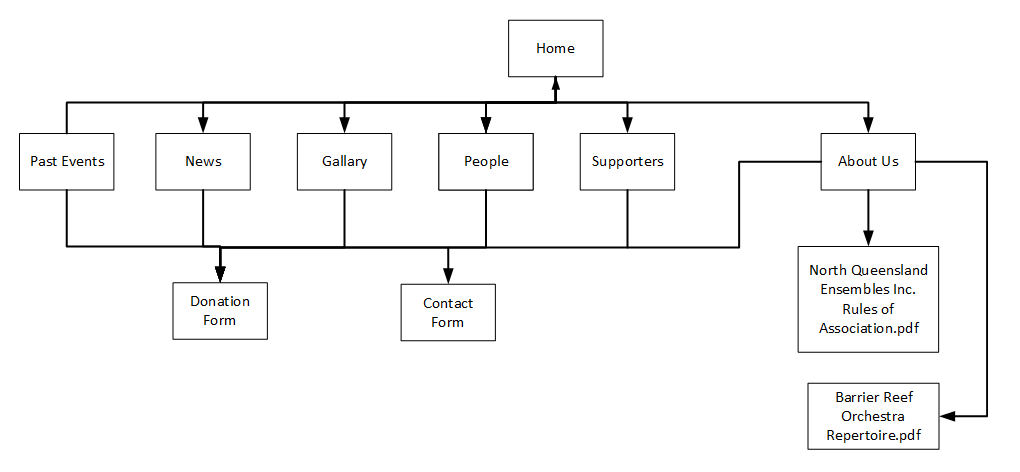 Home
Past Events
News
Gallary
People
Supporters
About Us
North Queensland
Ensembles Inc.
Rules of
Association.pdf
Donation
Form
Contact
Form
Barrier Reef
Orchestra
Repertoire.pdf